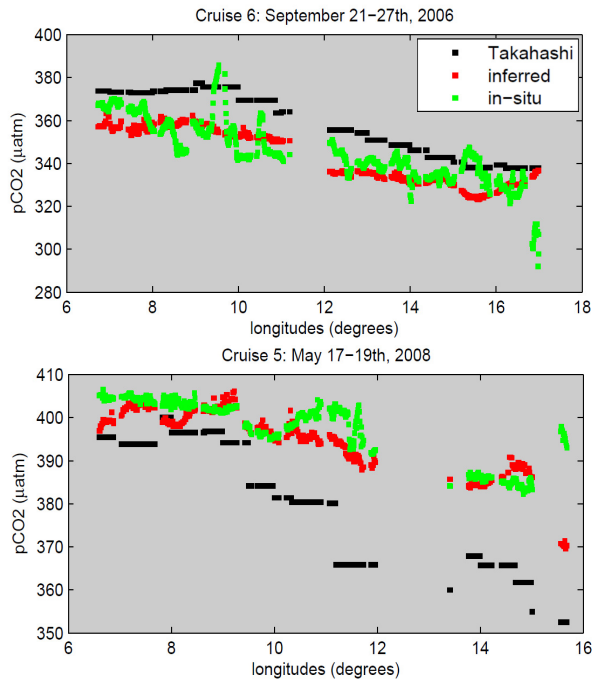 Cruise 6: September 21−27th, 2006
400
380
360
340
320
300
280
pCO2 (μatm)
Takahashi
inferred
in−situ
6 8 10 12 14 16 18
longitudes (degrees)
Cruise 5: May 17−19th, 2008
410
400
390
380
370
360
350
pCO2 (μatm)
6 8 10 12 14 16
longitudes (degrees)